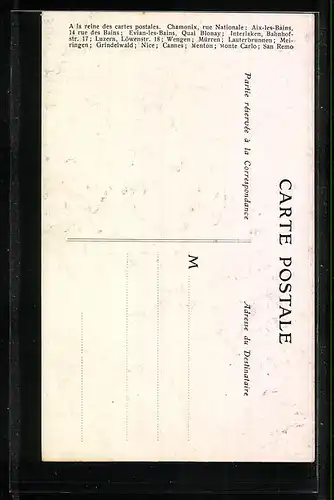 A la reine des cartes postales. Chamonix, rue Nationale; Aix-les-Bains,
14 rue des Bains; Evian-les-Bains, Quai Blonay; Interlaken, Bahnhof-
str. 17; Luzern, Löwenstr. 18; Wengen; Mürren; Lauterbrunnen; Mei-
ringen; Grindelwald; Nice; Cannes; Menton; Monte Carlo; San Remo
CARTE POSTALE
Partie réservée à la Correspondance
Adresse du Destinataire
M